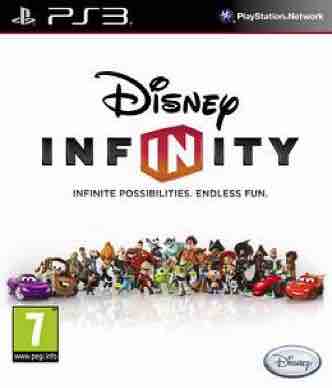 PS3
PlayStation Network
Disney
INFINITY
INFINITE POSSIBILITIES. ENDLESS FUN.
7
www.pegi.info
Disney